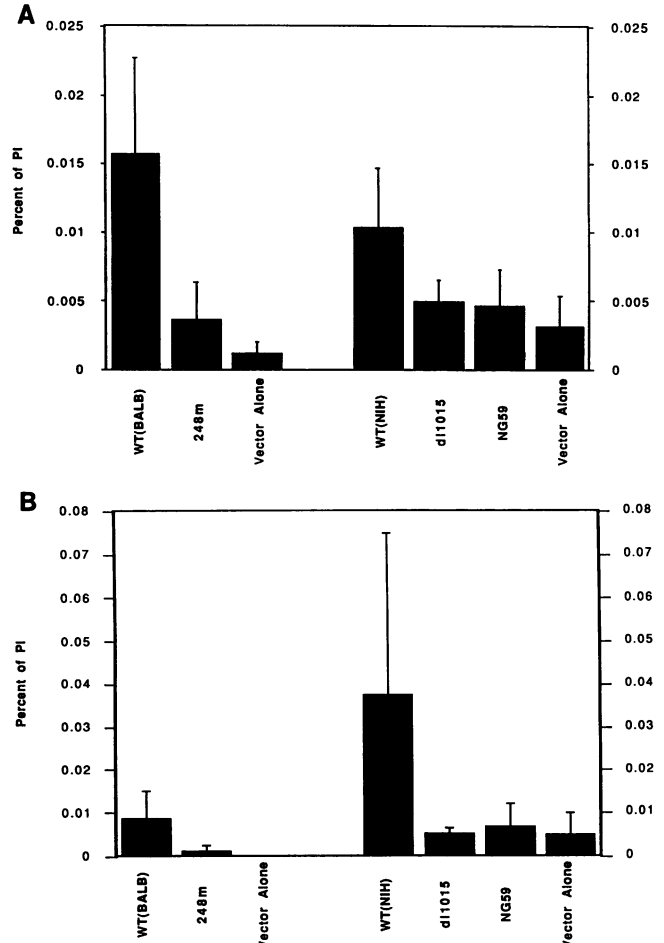 A
Percent of PI
0.025
0.02
0.015
0.01
0.005
0
0.025
0.02
0.015
0.01
0.005
0
WT(BALB)
248m
Vector Alone
WT(NIH)
dl1015
NG59
Vector Alone
B
Percent of PI
0.08
0.07
0.06
0.05
0.04
0.03
0.02
0.01
0
0.08
0.07
0.06
0.05
0.04
0.03
0.02
0.01
0
WT(BALB)
248m
Vector Alone
WT(NIH)
dl1015
NG59
Vector Alone